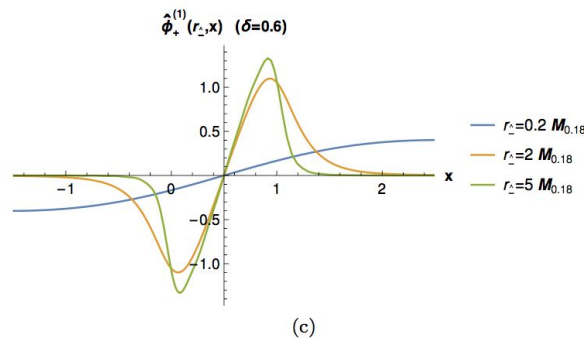 ϕ̂₊⁽¹⁾(r₋̂,x) (δ=0.6)
1.0
0.5
-0.5
-1.0
-1 0 1 2
x
r₋̂=0.2 M₀.₁₈
r₋̂=2 M₀.₁₈
r₋̂=5 M₀.₁₈
(c)